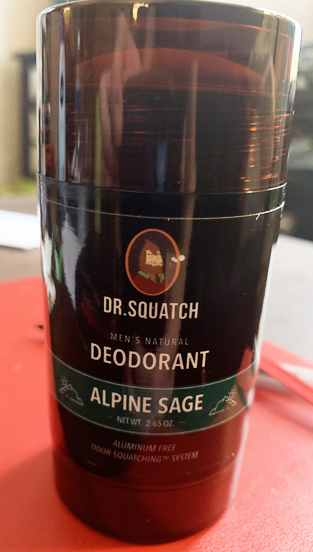 DR.SQUATCH
MEN'S NATURAL
DEODORANT
ALPINE SAGE
NET WT. 2.65 OZ.
ALUMINUM FREE
ODOR SQUATCHING™ SYSTEM